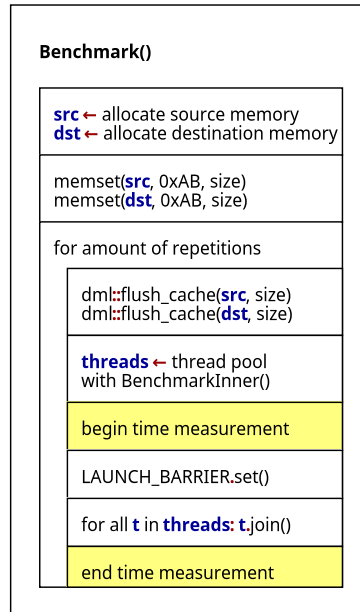 Benchmark()
src ← allocate source memory
dst ← allocate destination memory
memset(src, 0xAB, size)
memset(dst, 0xAB, size)
for amount of repetitions
dml::flush_cache(src, size)
dml::flush_cache(dst, size)
threads ← thread pool
with BenchmarkInner()
begin time measurement
LAUNCH_BARRIER.set()
for all t in threads: t.join()
end time measurement